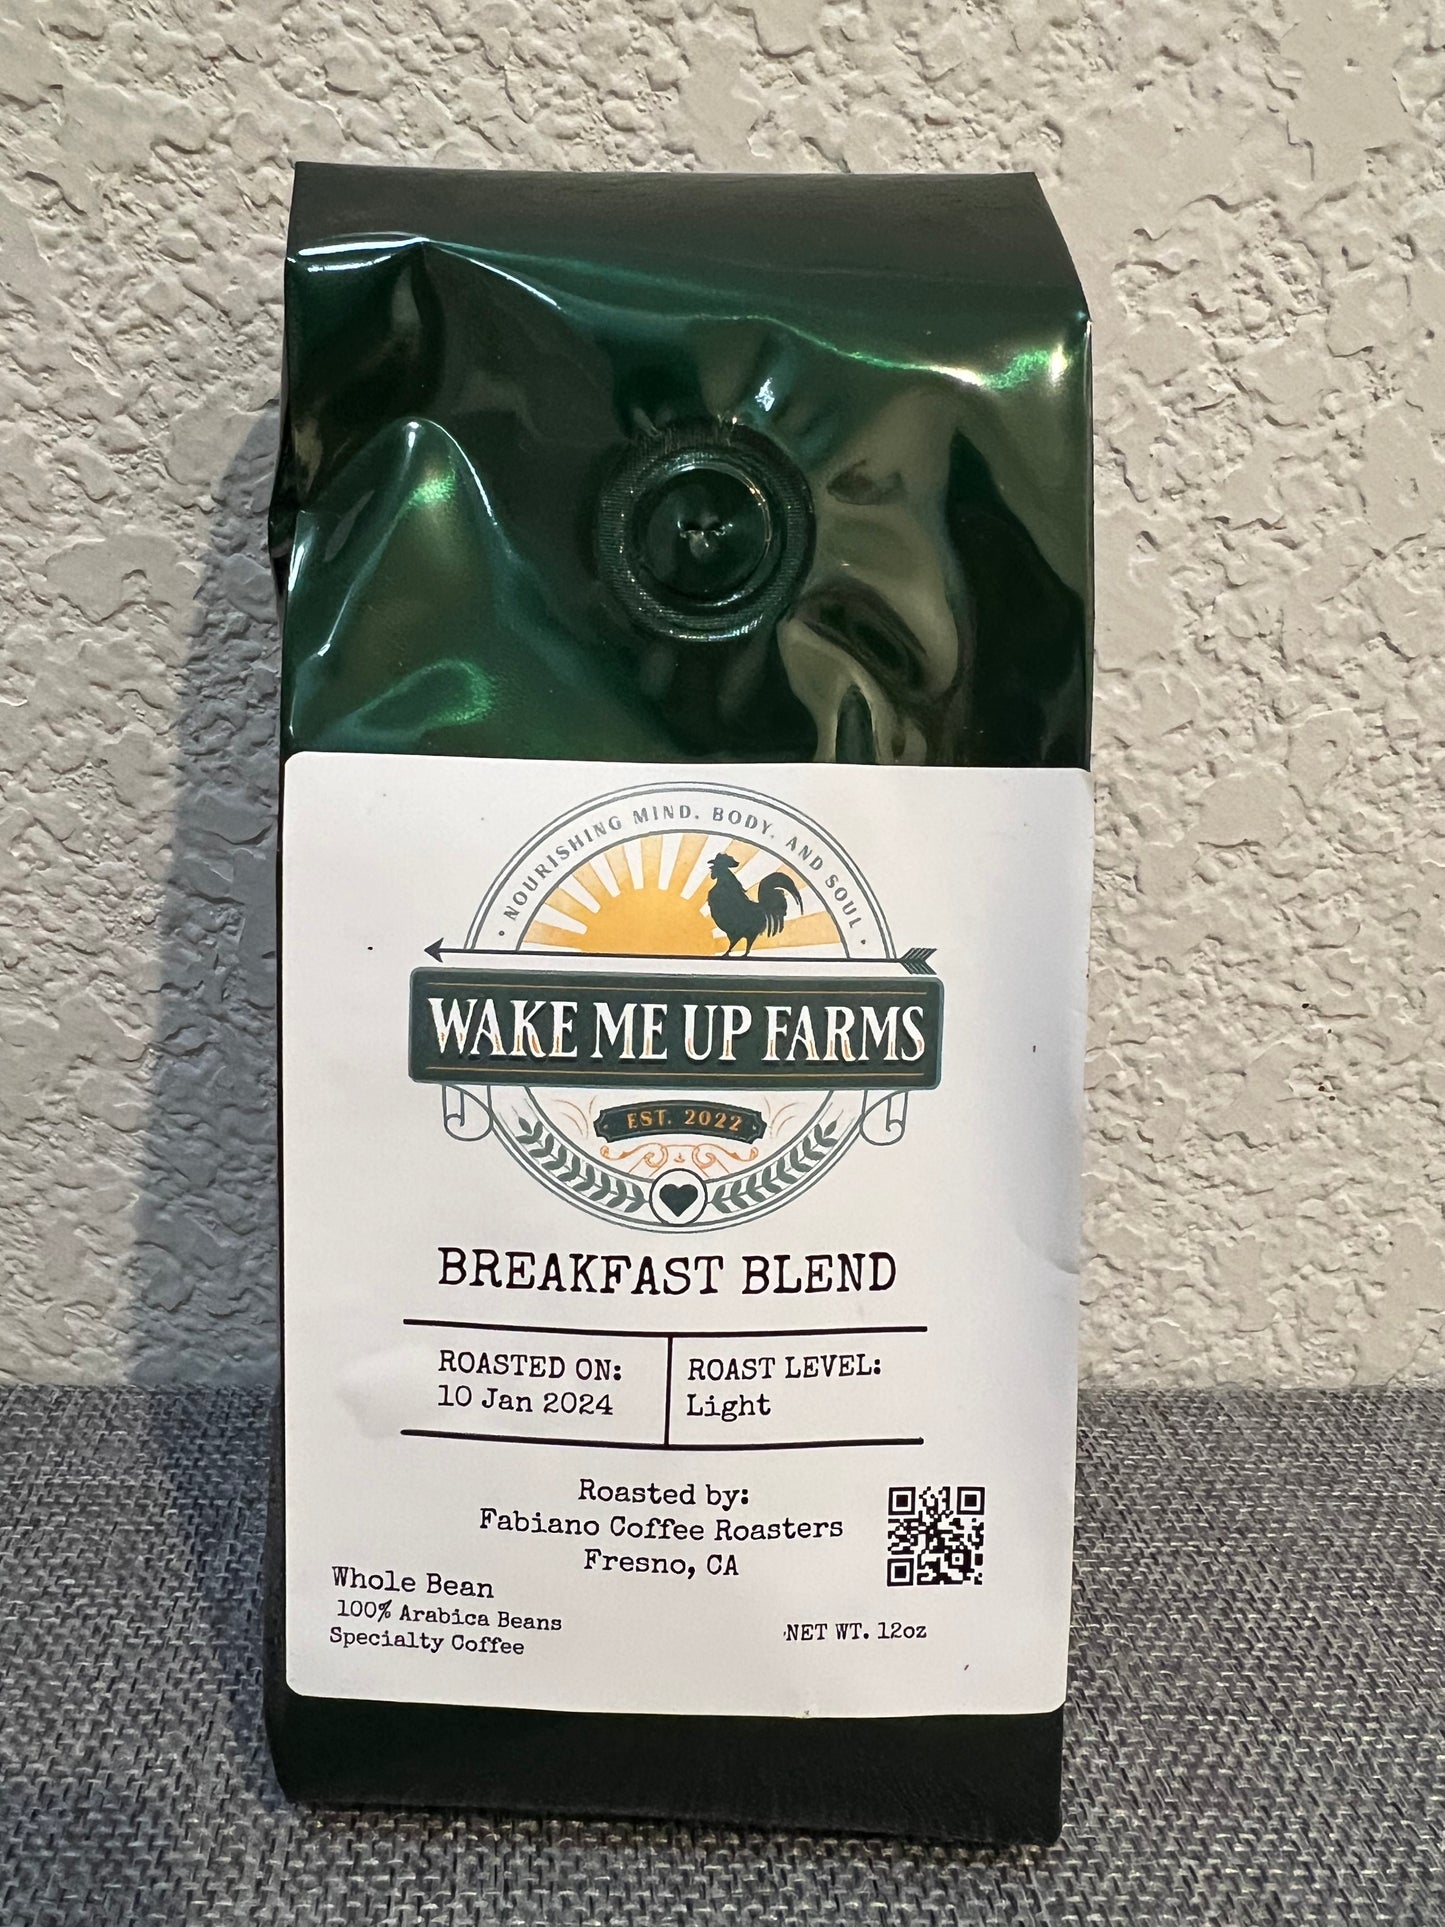 NOURISHING MIND, BODY, AND SOUL
WAKE ME UP FARMS
EST. 2022
BREAKFAST BLEND
ROASTED ON:
10 Jan 2024
ROAST LEVEL:
Light
Roasted by:
Fabiano Coffee Roasters
Fresno, CA
Whole Bean
100% Arabica Beans
Specialty Coffee
NET WT. 12oz